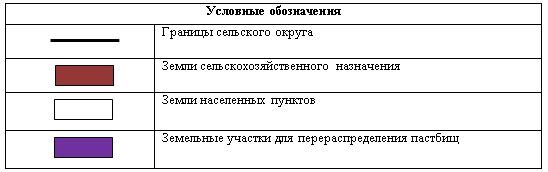 Условные обозначения
Границы сельского округа
Земли сельскохозяйственного назначения
Земли населенных пунктов
Земельные участки для перераспределения пастбищ